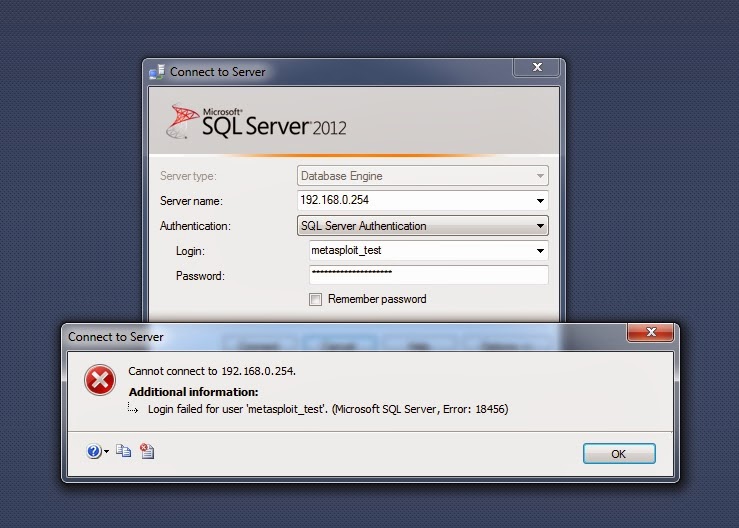 Connect to Server
Microsoft®
SQL Server® 2012
Server type: Database Engine
Server name: 192.168.0.254
Authentication: SQL Server Authentication
Login: metasploit_test
Password: ********************
Remember password
Connect to Server
Cannot connect to 192.168.0.254.
Additional information:
Login failed for user 'metasploit_test'. (Microsoft SQL Server, Error: 18456)
OK